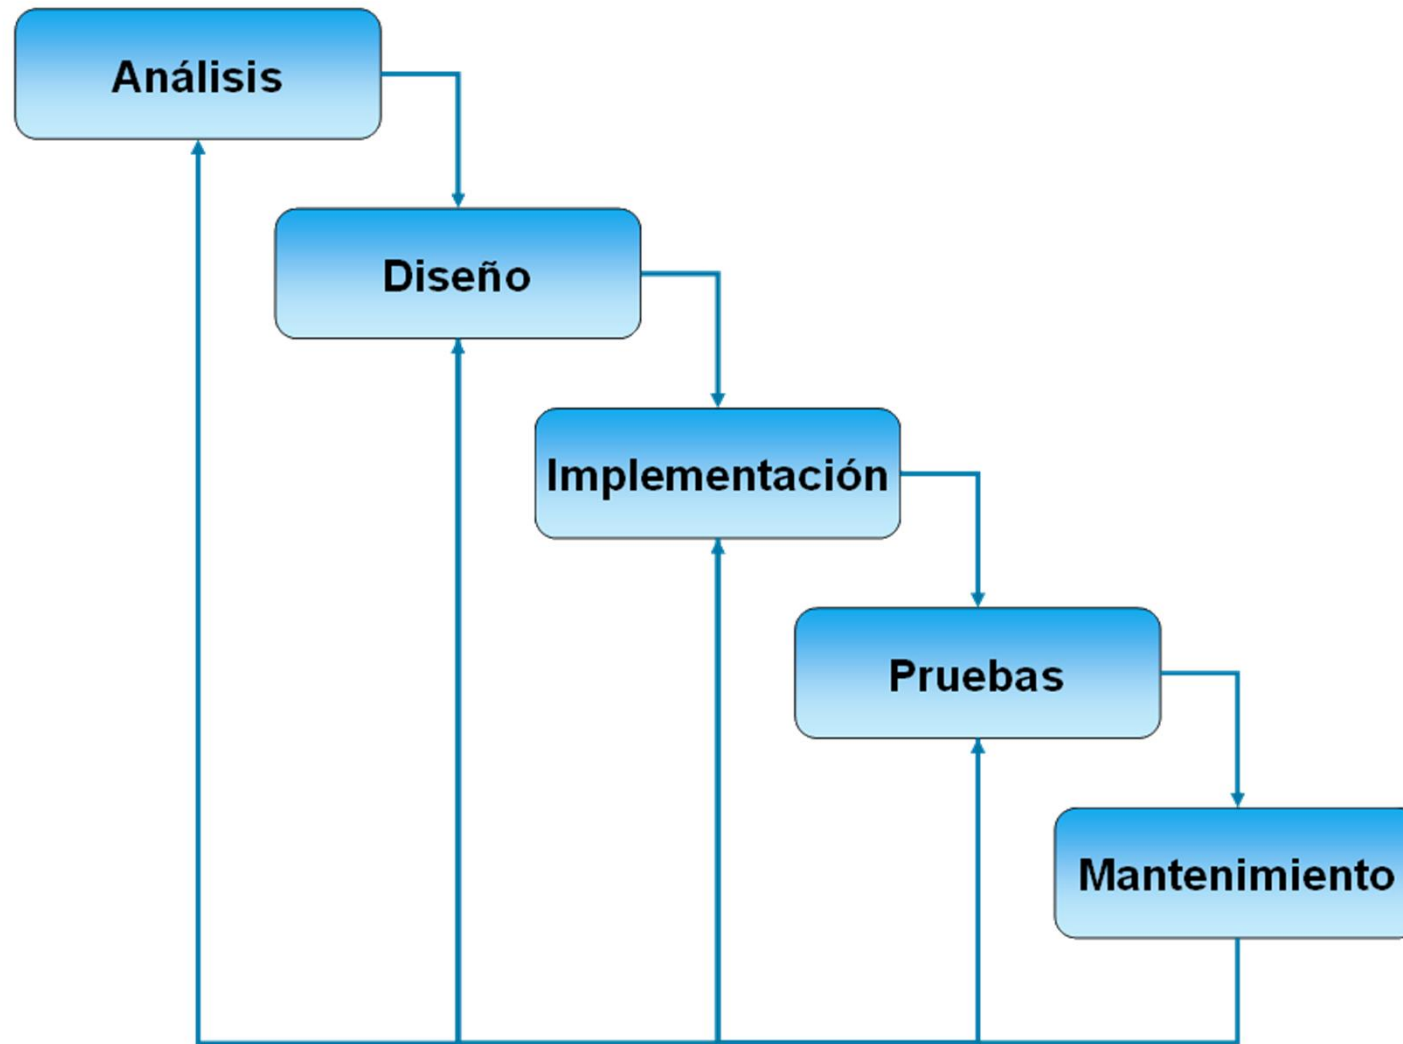 Análisis
Diseño
Implementación
Pruebas
Mantenimiento